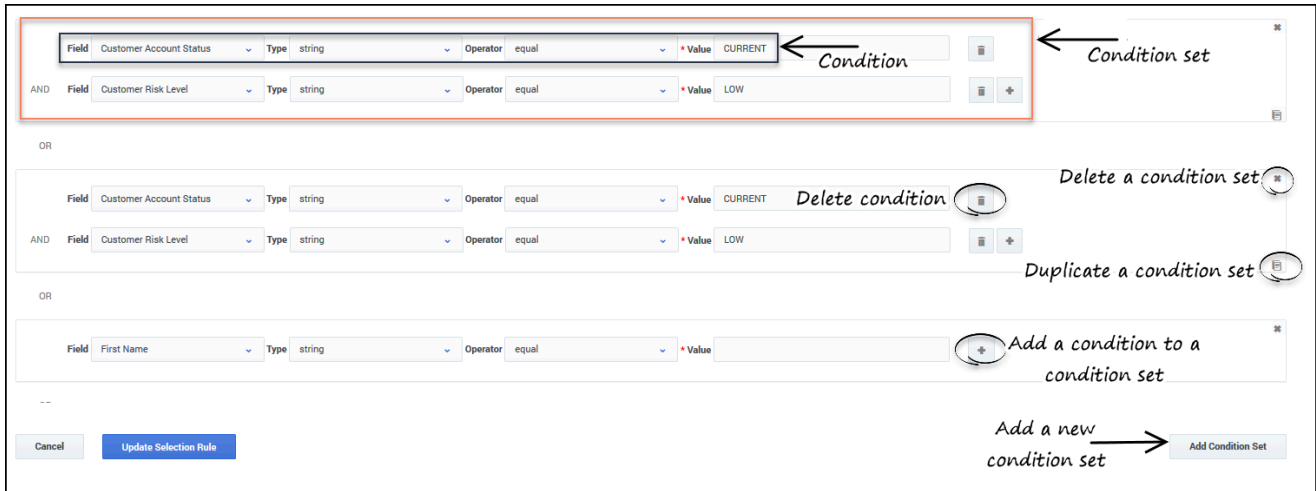 Field Customer Account Status Type string Operator equal * Value CURRENT
Condition
Condition set
AND Field Customer Risk Level Type string Operator equal * Value LOW
OR
Delete a condition set
Field Customer Account Status Type string Operator equal * Value CURRENT
Delete condition
AND Field Customer Risk Level Type string Operator equal * Value LOW
Duplicate a condition set
OR
Field First Name Type string Operator equal * Value
Add a condition to a
condition set
Add a new
condition set
Cancel Update Selection Rule Add Condition Set